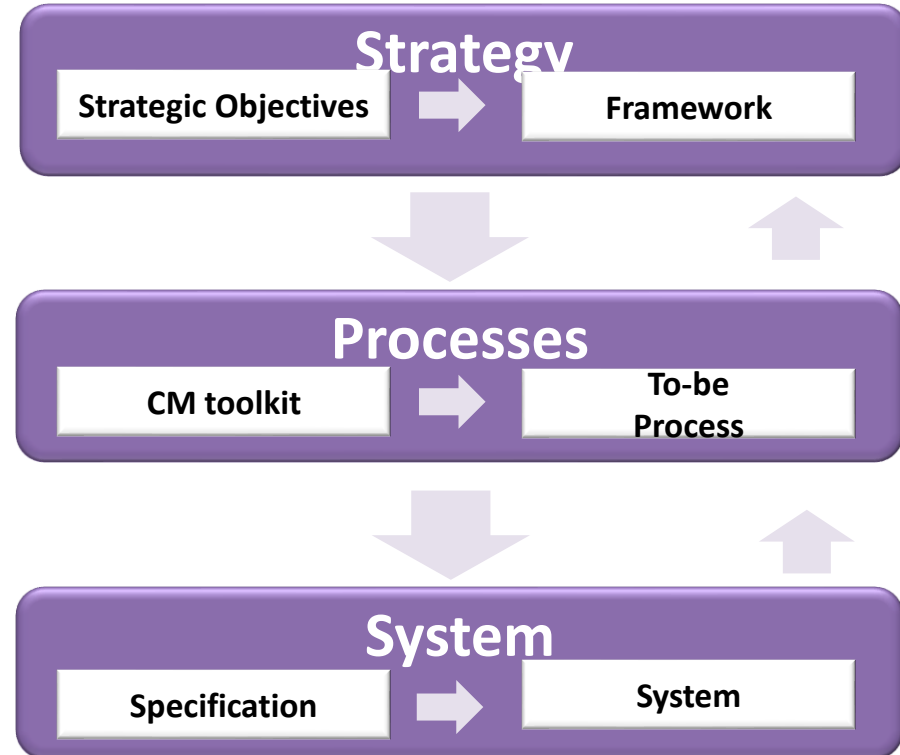 Strategy
Strategic Objectives
Framework
Processes
CM toolkit
To-be
Process
System
Specification
System